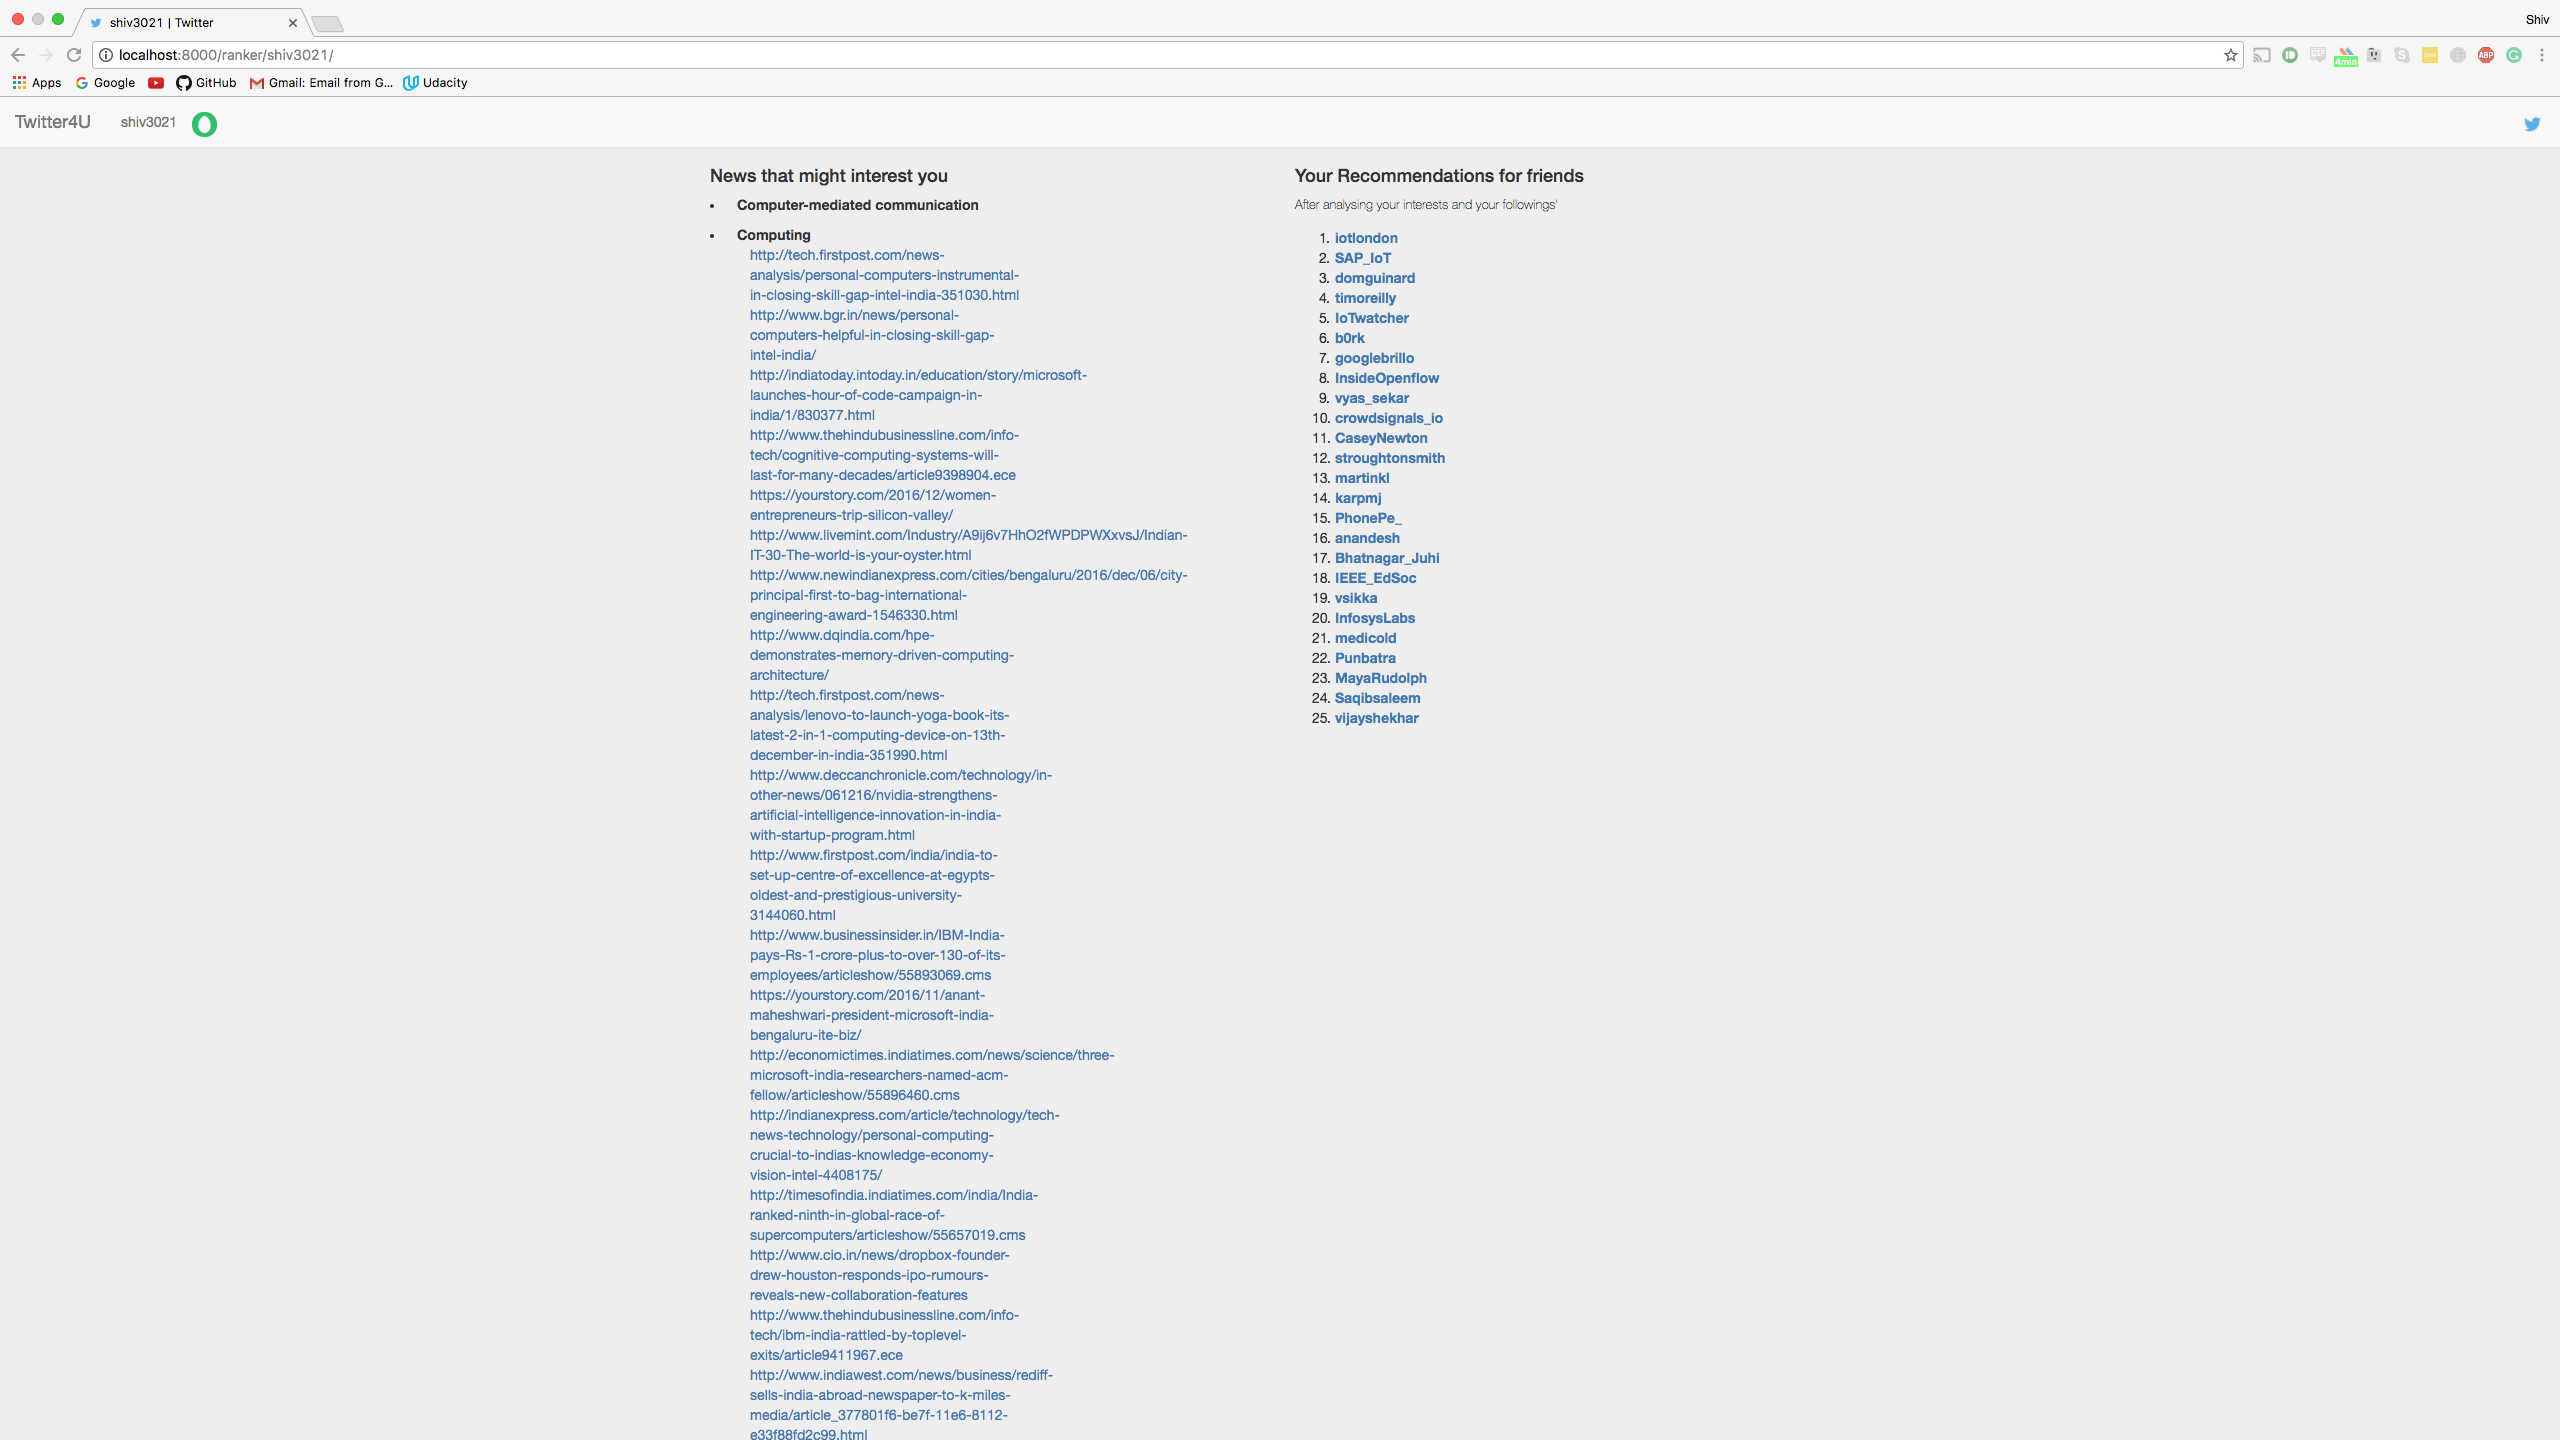 shiv3021 | Twitter
Shiv
localhost:8000/ranker/shiv3021/
4min
ABP
Apps
Google
GitHub
Gmail: Email from G...
Udacity
Twitter4U
shiv3021
News that might interest you
• Computer-mediated communication
• Computing
http://tech.firstpost.com/news-
analysis/personal-computers-instrumental-
in-closing-skill-gap-intel-india-351030.html
http://www.bgr.in/news/personal-
computers-helpful-in-closing-skill-gap-
intel-india/
http://indiatoday.intoday.in/education/story/microsoft-
launches-hour-of-code-campaign-in-
india/1/830377.html
http://www.thehindubusinessline.com/info-
tech/cognitive-computing-systems-will-
last-for-many-decades/article9398904.ece
https://yourstory.com/2016/12/women-
entrepreneurs-trip-silicon-valley/
http://www.livemint.com/Industry/A9ij6v7HhO2fWPDPWXxvsJ/Indian-
IT-30-The-world-is-your-oyster.html
http://www.newindianexpress.com/cities/bengaluru/2016/dec/06/city-
principal-first-to-bag-international-
engineering-award-1546330.html
http://www.dqindia.com/hpe-
demonstrates-memory-driven-computing-
architecture/
http://tech.firstpost.com/news-
analysis/lenovo-to-launch-yoga-book-its-
latest-2-in-1-computing-device-on-13th-
december-in-india-351990.html
http://www.deccanchronicle.com/technology/in-
other-news/061216/nvidia-strengthens-
artificial-intelligence-innovation-in-india-
with-startup-program.html
http://www.firstpost.com/india/india-to-
set-up-centre-of-excellence-at-egypts-
oldest-and-prestigious-university-
3144060.html
http://www.businessinsider.in/IBM-India-
pays-Rs-1-crore-plus-to-over-130-of-its-
employees/articleshow/55893069.cms
https://yourstory.com/2016/11/anant-
maheshwari-president-microsoft-india-
bengaluru-ite-biz/
http://economictimes.indiatimes.com/news/science/three-
microsoft-india-researchers-named-acm-
fellow/articleshow/55896460.cms
http://indianexpress.com/article/technology/tech-
news-technology/personal-computing-
crucial-to-indias-knowledge-economy-
vision-intel-4408175/
http://timesofindia.indiatimes.com/india/India-
ranked-ninth-in-global-race-of-
supercomputers/articleshow/55657019.cms
http://www.cio.in/news/dropbox-founder-
drew-houston-responds-ipo-rumours-
reveals-new-collaboration-features
http://www.thehindubusinessline.com/info-
tech/ibm-india-rattled-by-toplevel-
exits/article9411967.ece
http://www.indiawest.com/news/business/rediff-
sells-india-abroad-newspaper-to-k-miles-
media/article_377801f6-be7f-11e6-8112-
e33f88fd2c99.html
Your Recommendations for friends
After analysing your interests and your followings'
1. iotlondon
2. SAP_IoT
3. domguinard
4. timoreilly
5. IoTwatcher
6. b0rk
7. googlebrillo
8. InsideOpenflow
9. vyas_sekar
10. crowdsignals_io
11. CaseyNewton
12. stroughtonsmith
13. martinkl
14. karpmj
15. PhonePe_
16. anandesh
17. Bhatnagar_Juhi
18. IEEE_EdSoc
19. vsikka
20. InfosysLabs
21. medicold
22. Punbatra
23. MayaRudolph
24. Saqibsaleem
25. vijayshekhar